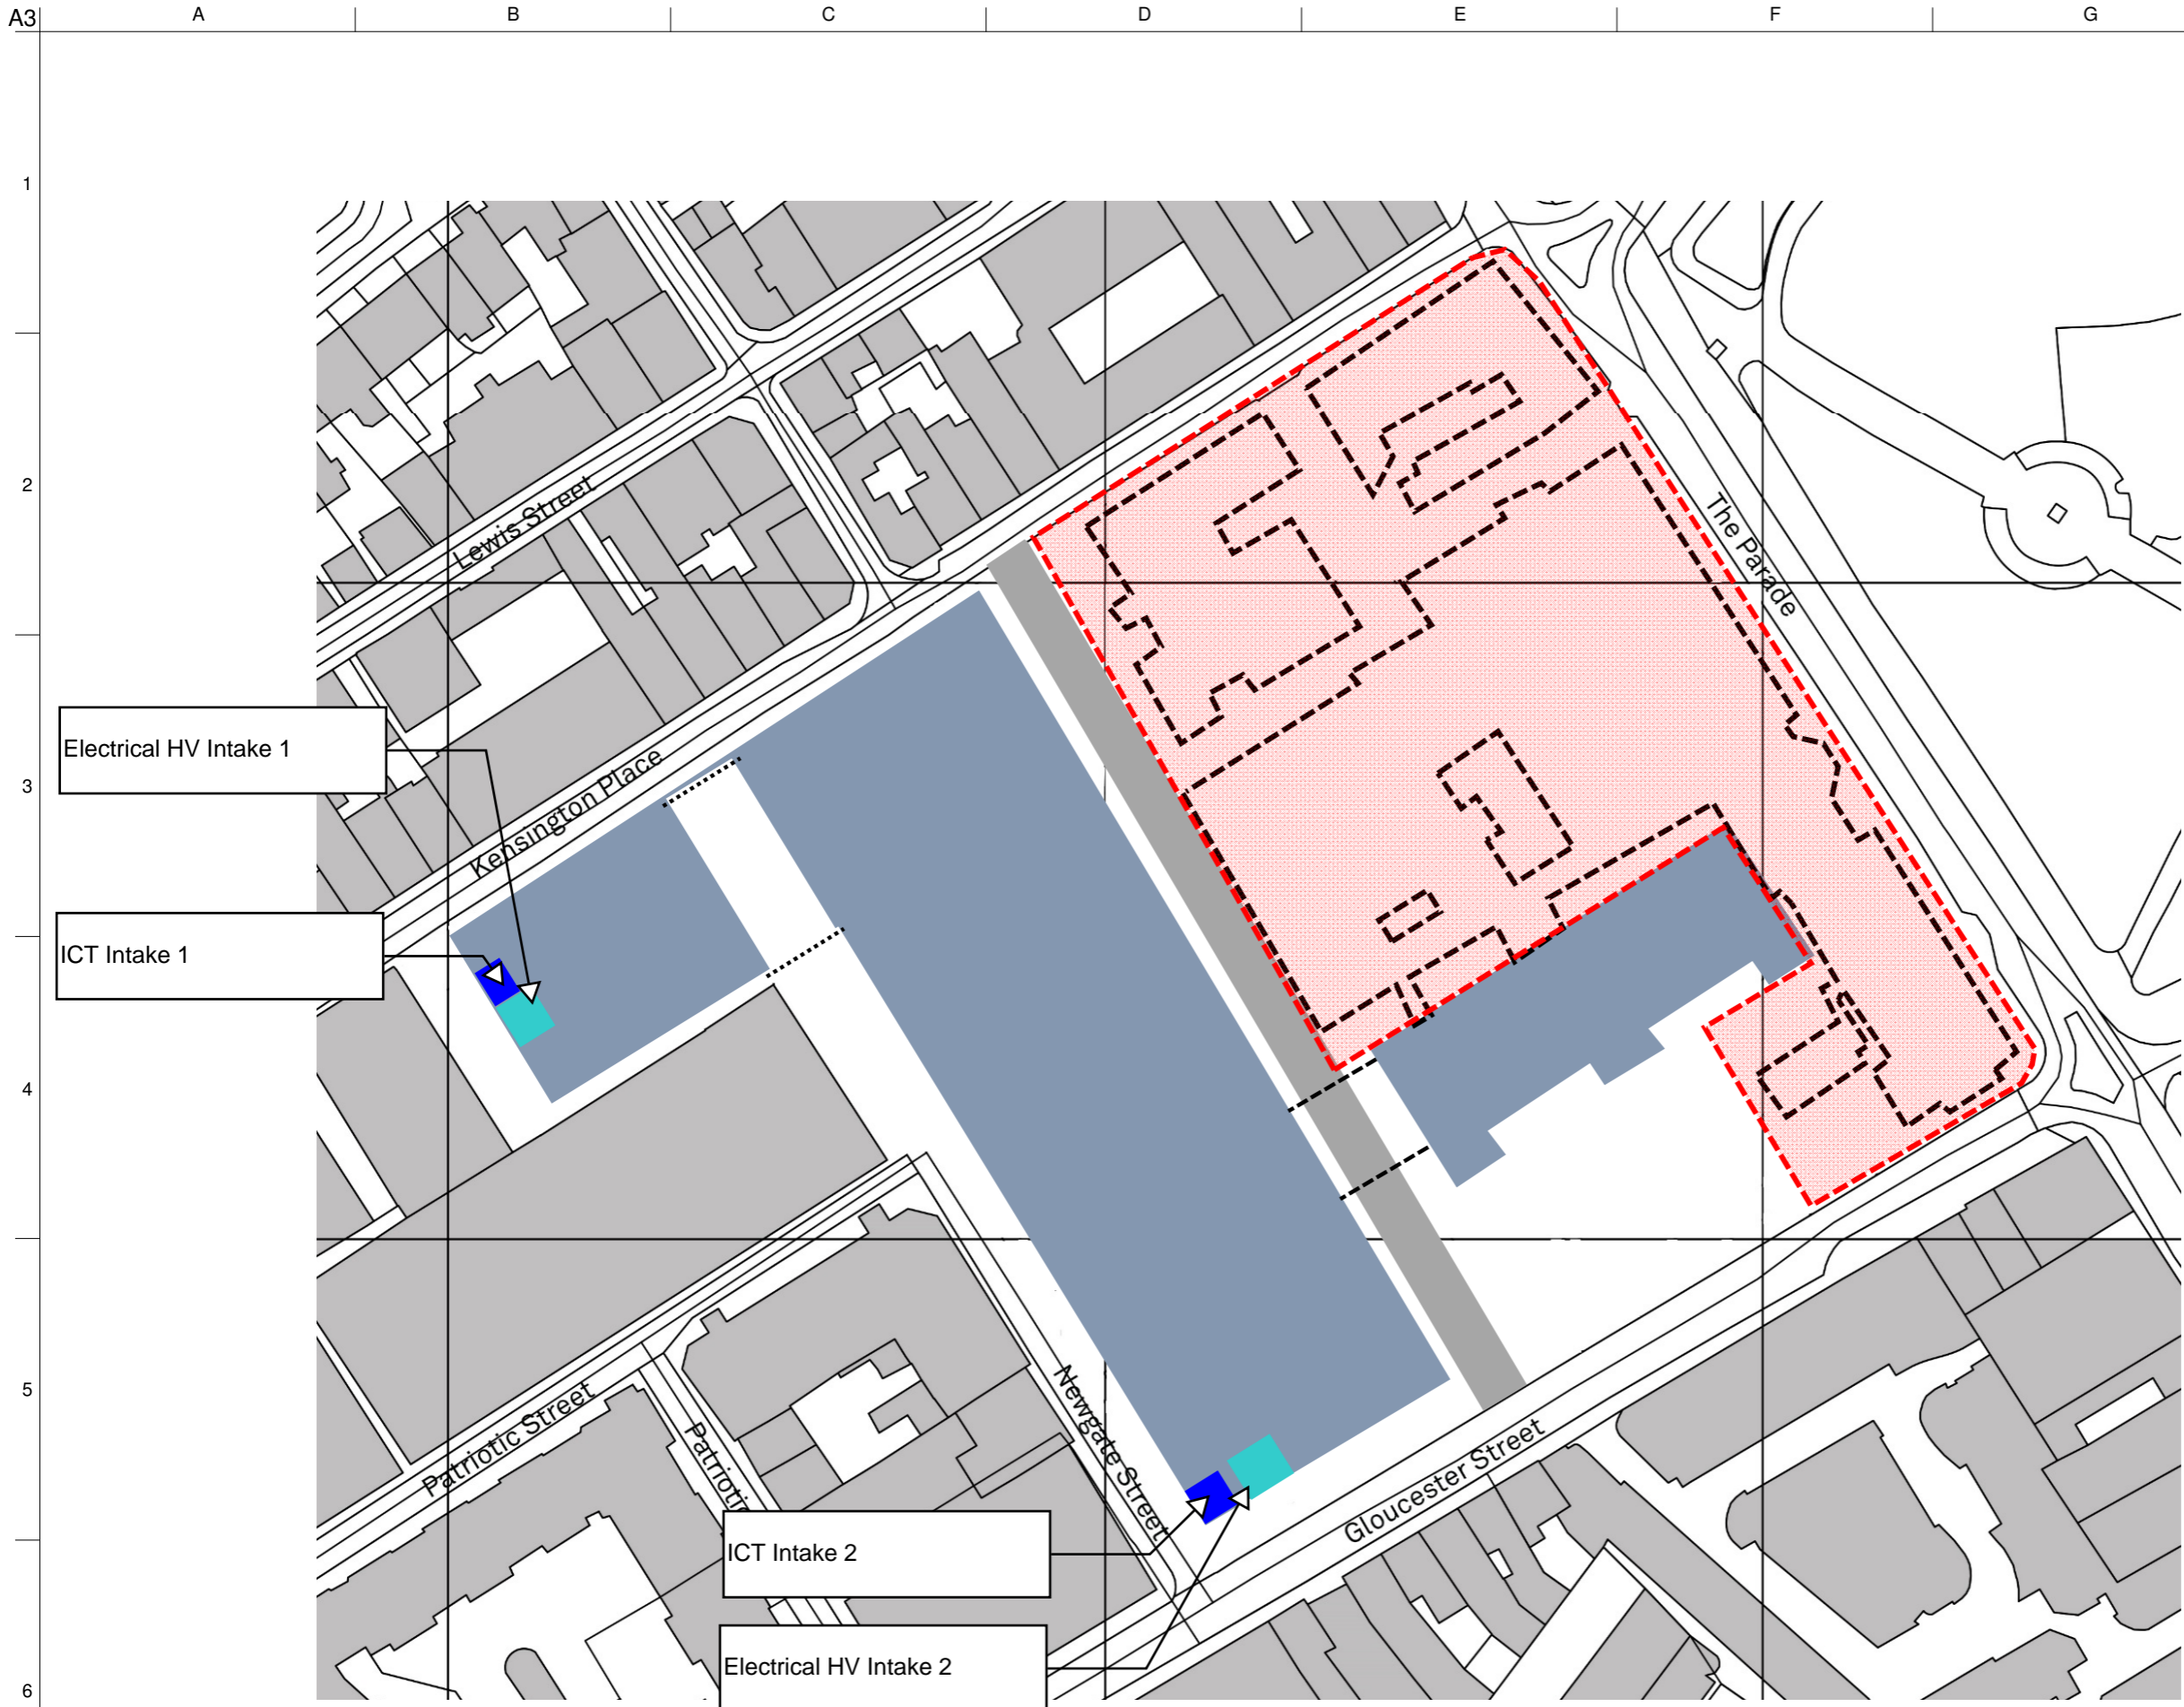 A3
A
B
C
D
E
F
G
1
2
3
4
5
6
Lewis Street
The Parade
Electrical HV Intake 1
Kensington Place
ICT Intake 1
Patriotic Street
Patriotic
Newgate Street
Gloucester Street
ICT Intake 2
Electrical HV Intake 2